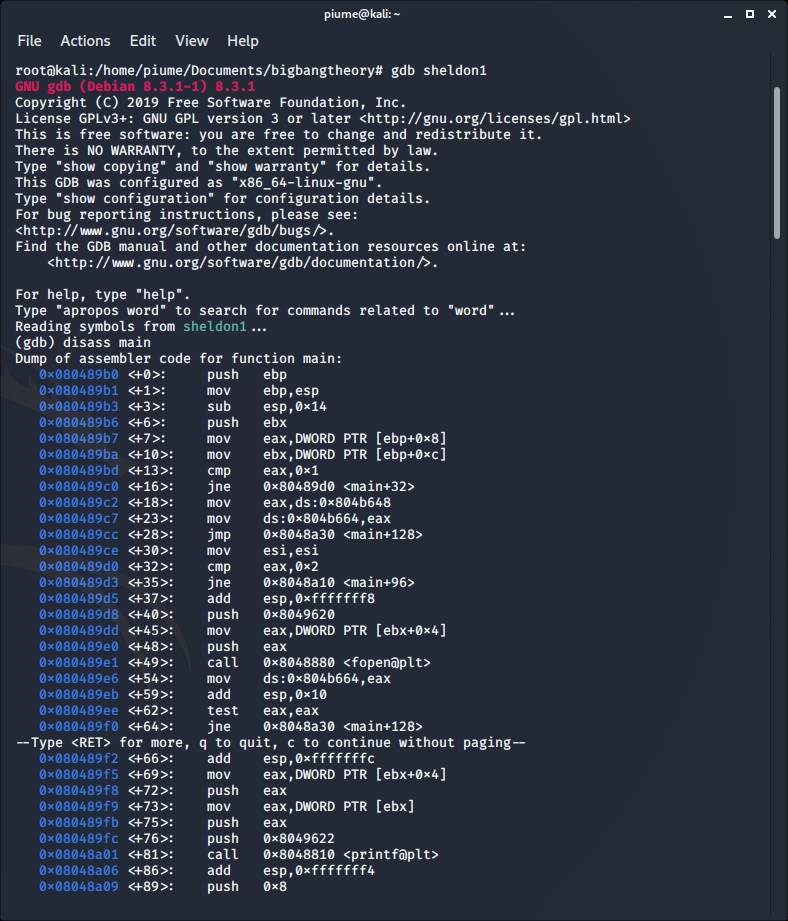 piume@kali: ~
File Actions Edit View Help
root@kali:/home/piume/Documents/bigbangtheory# gdb sheldon1
GNU gdb (Debian 8.3.1-1) 8.3.1
Copyright (C) 2019 Free Software Foundation, Inc.
License GPLv3+: GNU GPL version 3 or later <http://gnu.org/licenses/gpl.html>
This is free software: you are free to change and redistribute it.
There is NO WARRANTY, to the extent permitted by law.
Type "show copying" and "show warranty" for details.
This GDB was configured as "x86_64-linux-gnu".
Type "show configuration" for configuration details.
For bug reporting instructions, please see:
<http://www.gnu.org/software/gdb/bugs/>.
Find the GDB manual and other documentation resources online at:
    <http://www.gnu.org/software/gdb/documentation/>.
For help, type "help".
Type "apropos word" to search for commands related to "word"...
Reading symbols from sheldon1...
(gdb) disass main
Dump of assembler code for function main:
   0x080489b0 <+0>:     push   ebp
   0x080489b1 <+1>:     mov    ebp,esp
   0x080489b3 <+3>:     sub    esp,0x14
   0x080489b6 <+6>:     push   ebx
   0x080489b7 <+7>:     mov    eax,DWORD PTR [ebp+0x8]
   0x080489ba <+10>:    mov    ebx,DWORD PTR [ebp+0xc]
   0x080489bd <+13>:    cmp    eax,0x1
   0x080489c0 <+16>:    jne    0x80489d0 <main+32>
   0x080489c2 <+18>:    mov    eax,ds:0x804b648
   0x080489c7 <+23>:    mov    ds:0x804b664,eax
   0x080489cc <+28>:    jmp    0x8048a30 <main+128>
   0x080489ce <+30>:    mov    esi,esi
   0x080489d0 <+32>:    cmp    eax,0x2
   0x080489d3 <+35>:    jne    0x8048a10 <main+96>
   0x080489d5 <+37>:    add    esp,0xfffffff8
   0x080489d8 <+40>:    push   0x8049620
   0x080489dd <+45>:    mov    eax,DWORD PTR [ebx+0x4]
   0x080489e0 <+48>:    push   eax
   0x080489e1 <+49>:    call   0x8048880 <fopen@plt>
   0x080489e6 <+54>:    mov    ds:0x804b664,eax
   0x080489eb <+59>:    add    esp,0x10
   0x080489ee <+62>:    test   eax,eax
   0x080489f0 <+64>:    jne    0x8048a30 <main+128>
--Type <RET> for more, q to quit, c to continue without paging--
   0x080489f2 <+66>:    add    esp,0xfffffffc
   0x080489f5 <+69>:    mov    eax,DWORD PTR [ebx+0x4]
   0x080489f8 <+72>:    push   eax
   0x080489f9 <+73>:    mov    eax,DWORD PTR [ebx]
   0x080489fb <+75>:    push   eax
   0x080489fc <+76>:    push   0x8049622
   0x08048a01 <+81>:    call   0x8048810 <printf@plt>
   0x08048a06 <+86>:    add    esp,0xfffffff4
   0x08048a09 <+89>:    push   0x8